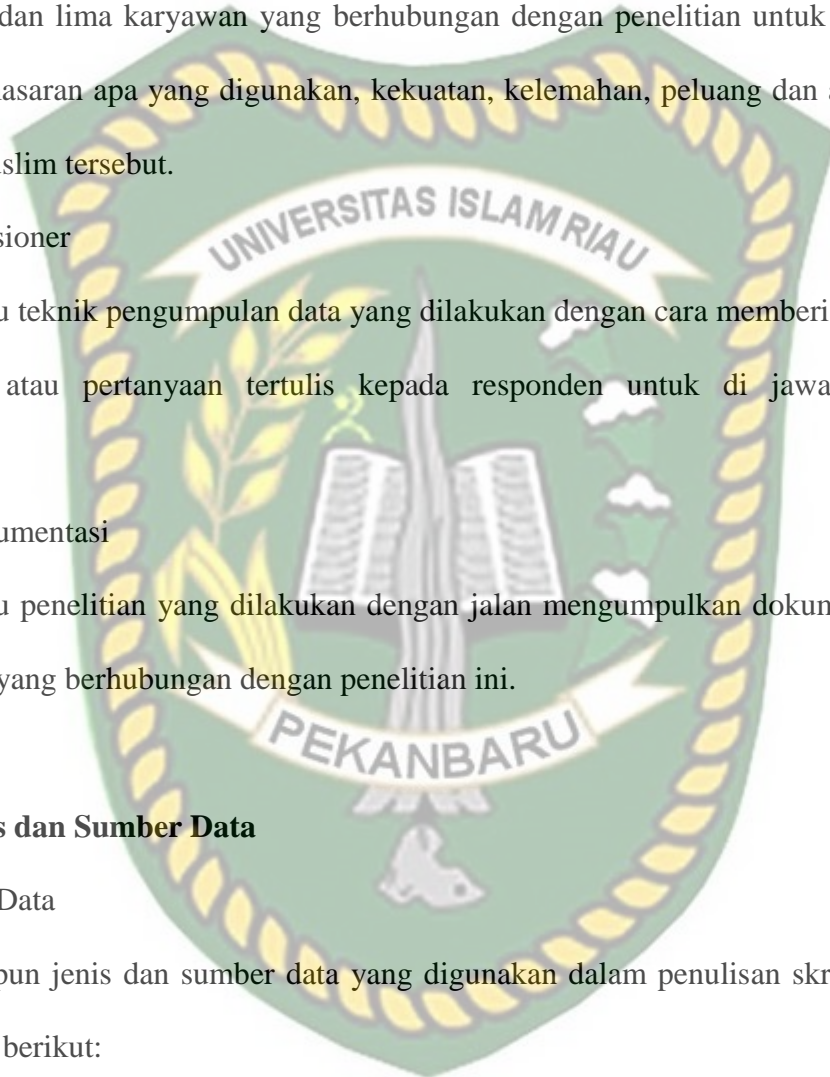 dan lima karyawan yang berhubungan dengan penelitian untuk
asaran apa yang digunakan, kekuatan, kelemahan, peluang dan a
slim tersebut.
UNIVERSITAS ISLAM RIAU
sioner
u teknik pengumpulan data yang dilakukan dengan cara memberi
atau pertanyaan tertulis kepada responden untuk di jawa
umentasi
u penelitian yang dilakukan dengan jalan mengumpulkan dokun
yang berhubungan dengan penelitian ini.
PEKANBARU
s dan Sumber Data
Data
pun jenis dan sumber data yang digunakan dalam penulisan skr
berikut: